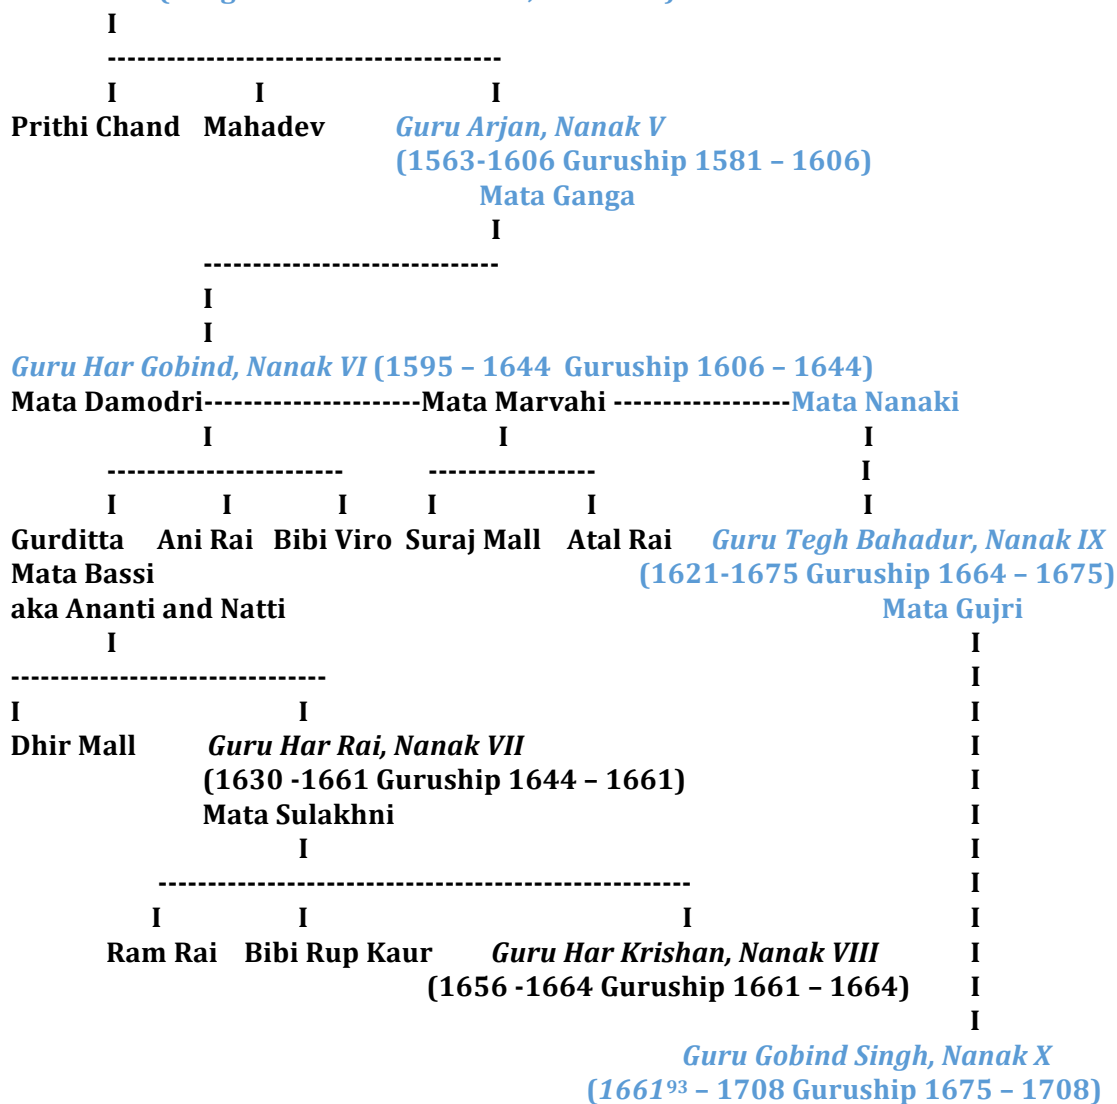 I
----------------------------------------
I I I
Prithi Chand Mahadev Guru Arjan, Nanak V
(1563-1606 Guruship 1581 – 1606)
Mata Ganga
I
------------------------------
I
I
Guru Har Gobind, Nanak VI (1595 – 1644 Guruship 1606 – 1644)
Mata Damodri----------------------Mata Marvahi ------------------Mata Nanaki
I I I
------------------------ ----------------- I
I I I I I I
Gurditta Ani Rai Bibi Viro Suraj Mall Atal Rai Guru Tegh Bahadur, Nanak IX
Mata Bassi (1621-1675 Guruship 1664 – 1675)
aka Ananti and Natti Mata Gujri
I I
-------------------------------- I
I I I
Dhir Mall Guru Har Rai, Nanak VII I
(1630 -1661 Guruship 1644 – 1661) I
Mata Sulakhni I
I I
------------------------------------------------------ I
I I I I
Ram Rai Bibi Rup Kaur Guru Har Krishan, Nanak VIII I
(1656 -1664 Guruship 1661 – 1664) I
I
Guru Gobind Singh, Nanak X
(1661⁹³ – 1708 Guruship 1675 – 1708)